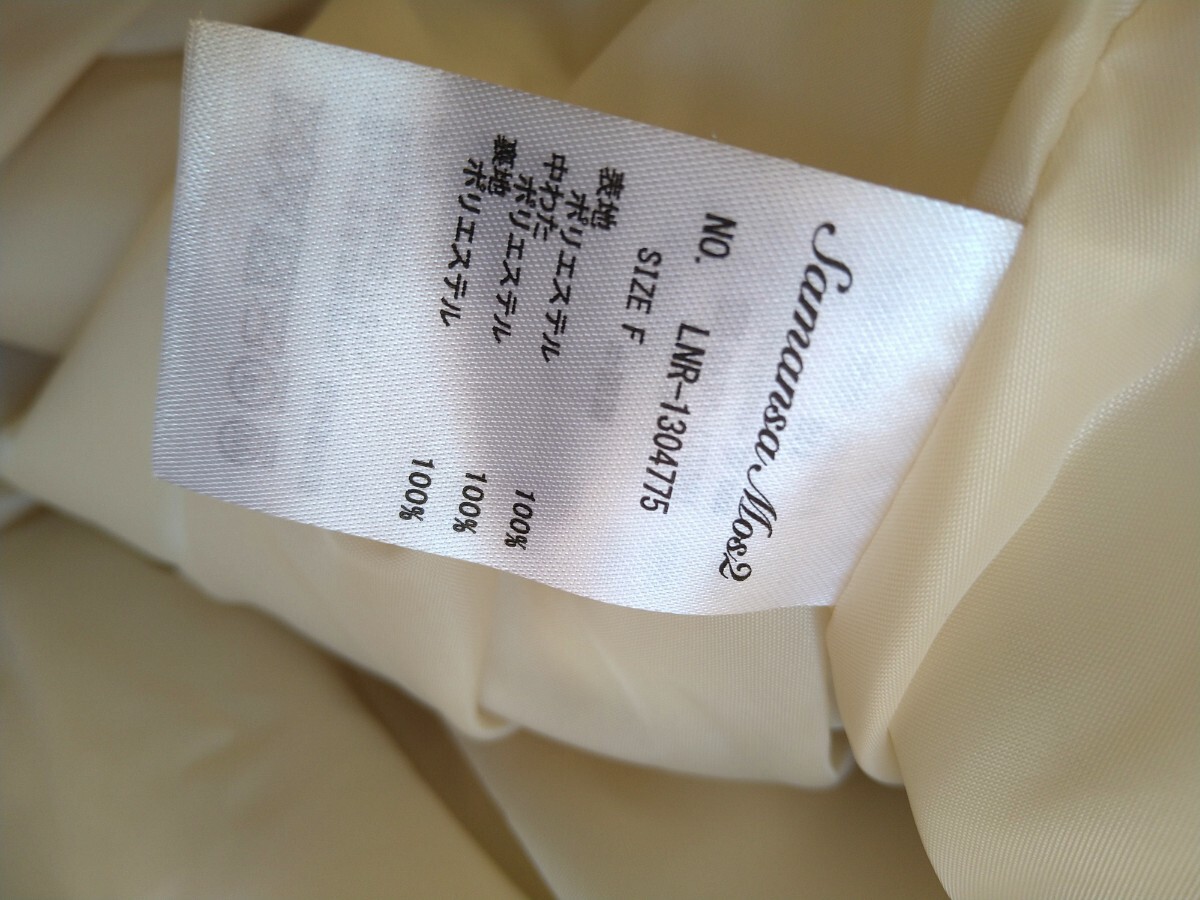 Samansa Mos2
NO. LNR-1304775
SIZE F
表地
ポリエステル 100%
中わた
ポリエステル 100%
裏地
ポリエステル 100%